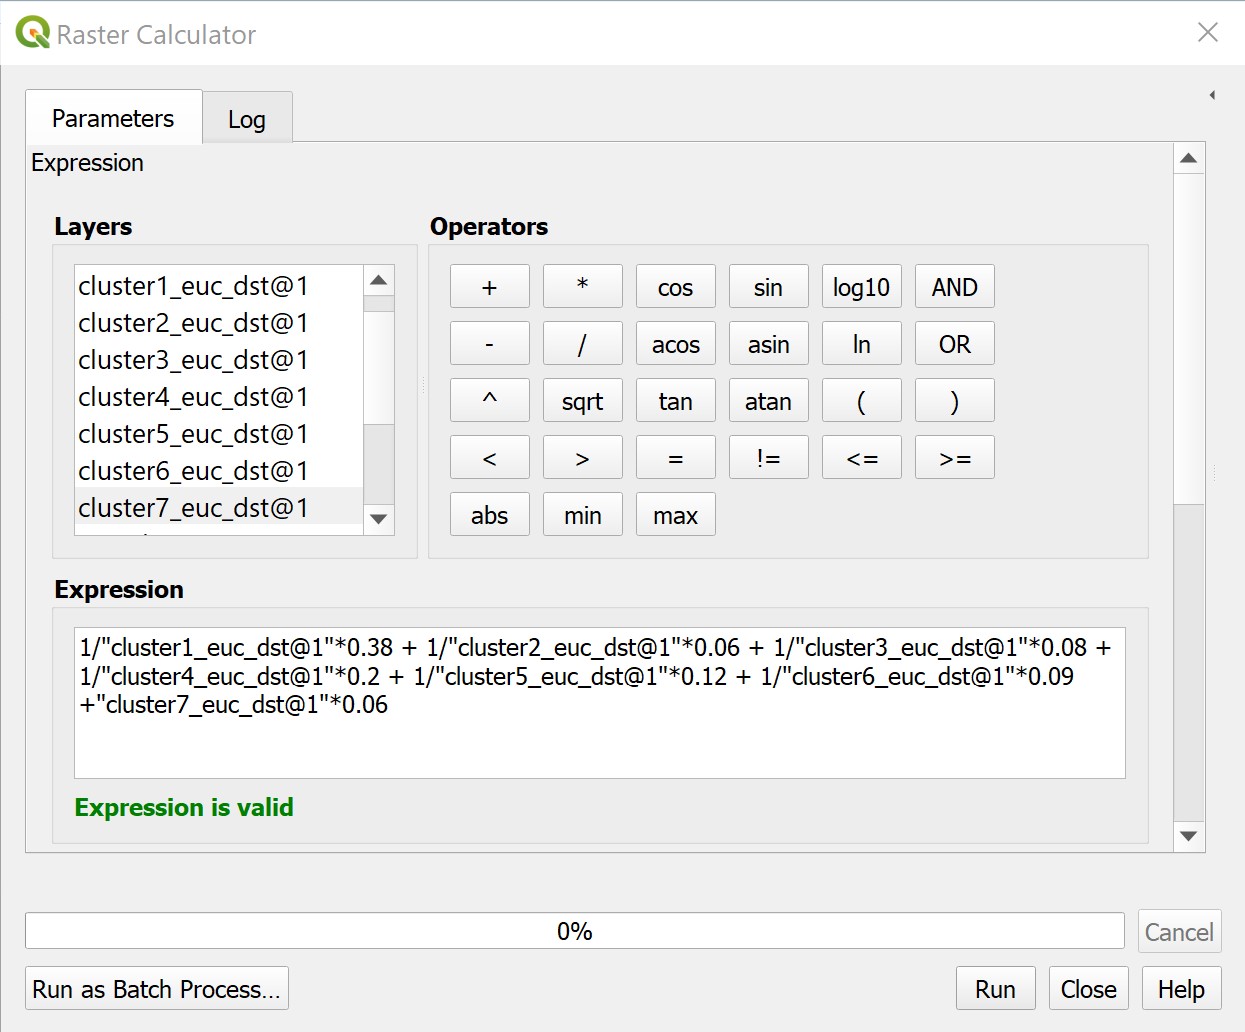 Raster Calculator
Parameters
Log
Expression
Layers
Operators
cluster1_euc_dst@1
cluster2_euc_dst@1
cluster3_euc_dst@1
cluster4_euc_dst@1
cluster5_euc_dst@1
cluster6_euc_dst@1
cluster7_euc_dst@1
+ * cos sin log10 AND
- / acos asin ln OR
^ sqrt tan atan ( )
< > = != <= >=
abs min max
Expression
1/"cluster1_euc_dst@1"*0.38 + 1/"cluster2_euc_dst@1"*0.06 + 1/"cluster3_euc_dst@1"*0.08 +
1/"cluster4_euc_dst@1"*0.2 + 1/"cluster5_euc_dst@1"*0.12 + 1/"cluster6_euc_dst@1"*0.09
+"cluster7_euc_dst@1"*0.06
Expression is valid
0%
Cancel
Run as Batch Process...
Run
Close
Help